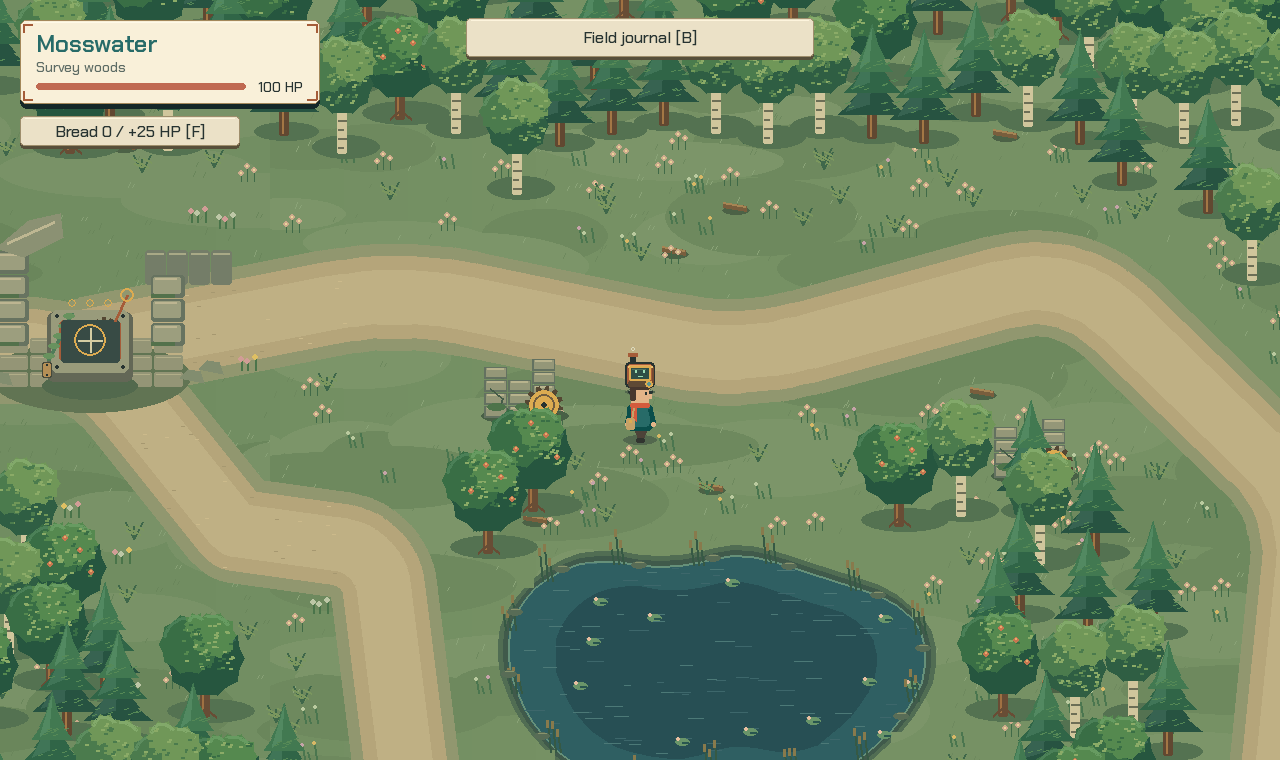 Mosswater
Survey woods
100 HP
Bread 0 / +25 HP [F]
Field journal [B]